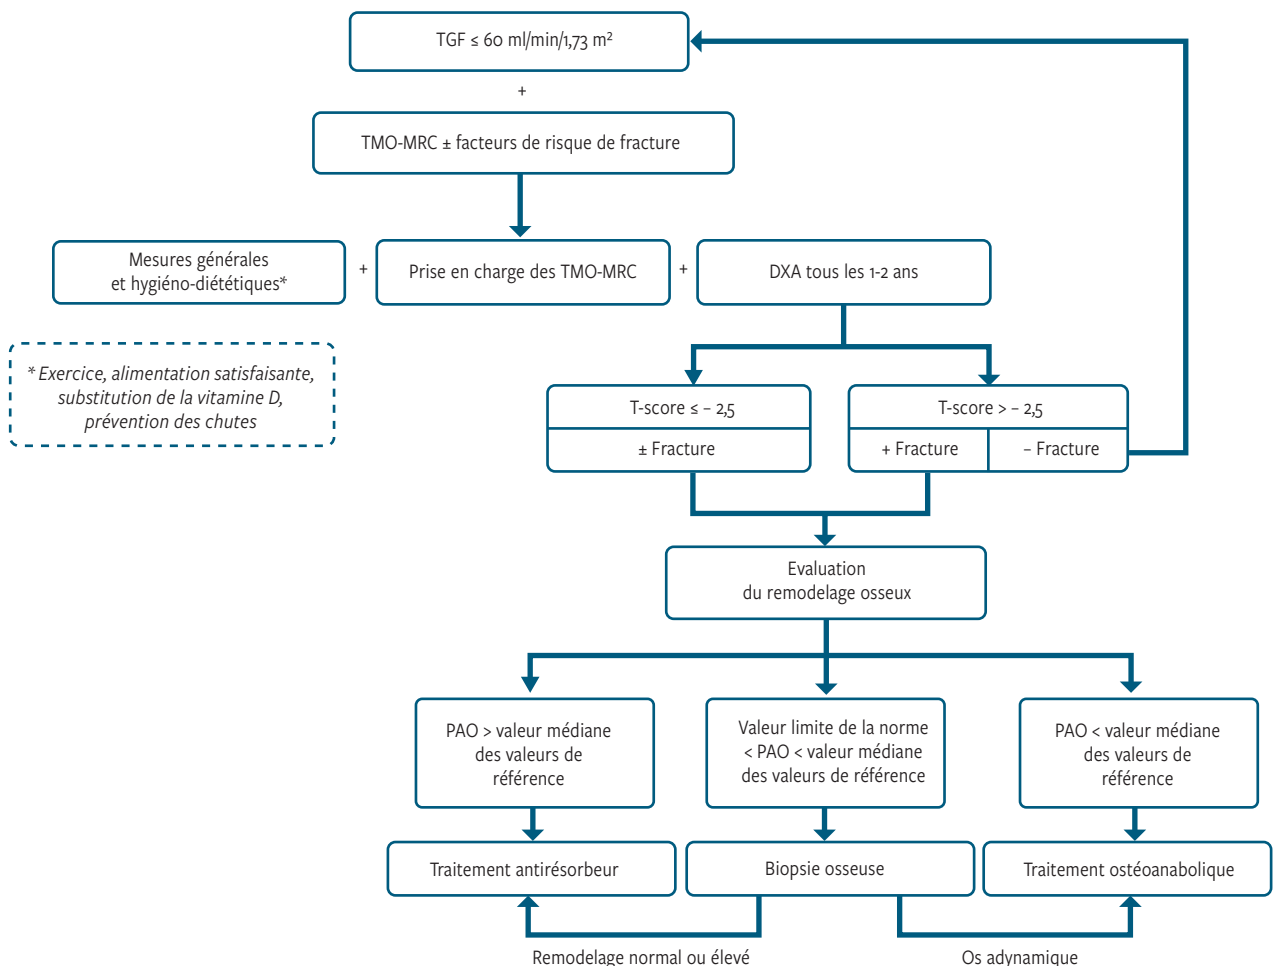 TGF ≤ 60 ml/min/1,73 m²
+
TMO-MRC ± facteurs de risque de fracture
Mesures générales
et hygiéno-diététiques*
+
Prise en charge des TMO-MRC
+
DXA tous les 1-2 ans
* Exercice, alimentation satisfaisante,
substitution de la vitamine D,
prévention des chutes
T-score ≤ – 2,5
± Fracture
T-score > – 2,5
+ Fracture
– Fracture
Evaluation
du remodelage osseux
PAO > valeur médiane
des valeurs de
référence
Valeur limite de la norme
< PAO < valeur médiane
des valeurs de référence
PAO < valeur médiane
des valeurs de
référence
Traitement antirésorbeur
Biopsie osseuse
Traitement ostéoanabolique
Remodelage normal ou élevé
Os adynamique